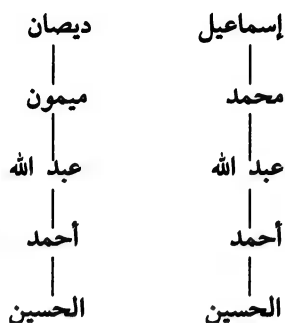 إسماعيل ديصان
محمد ميمون
عبد الله عبد الله
أحمد أحمد
الحسين الحسين